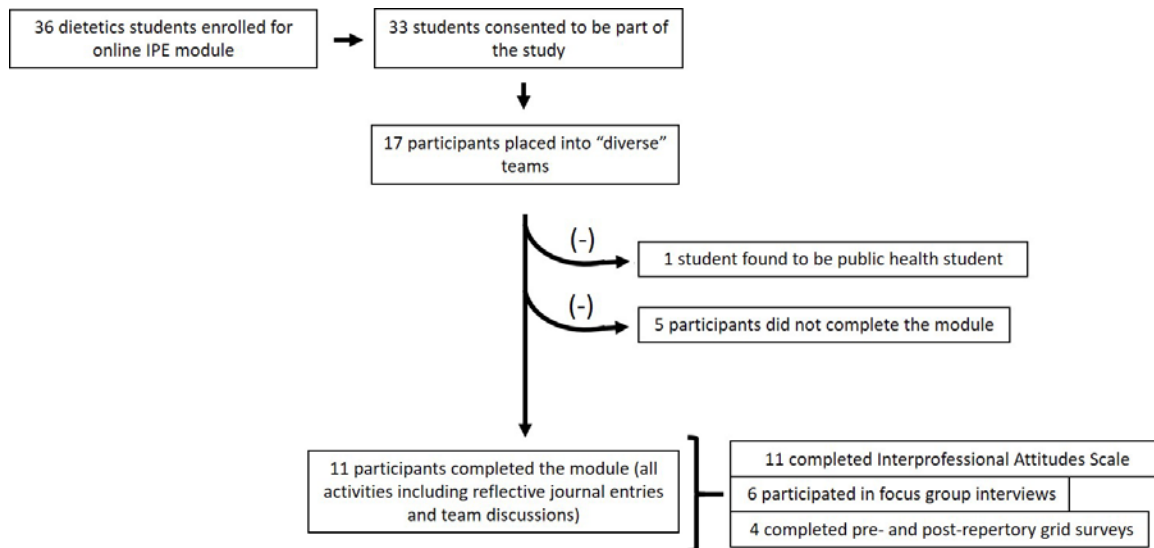 36 dietetics students enrolled for
online IPE module
33 students consented to be part of
the study
17 participants placed into “diverse”
teams
(-)
1 student found to be public health student
(-)
5 participants did not complete the module
11 participants completed the module (all
activities including reflective journal entries
and team discussions)
11 completed Interprofessional Attitudes Scale
6 participated in focus group interviews
4 completed pre- and post-repertory grid surveys